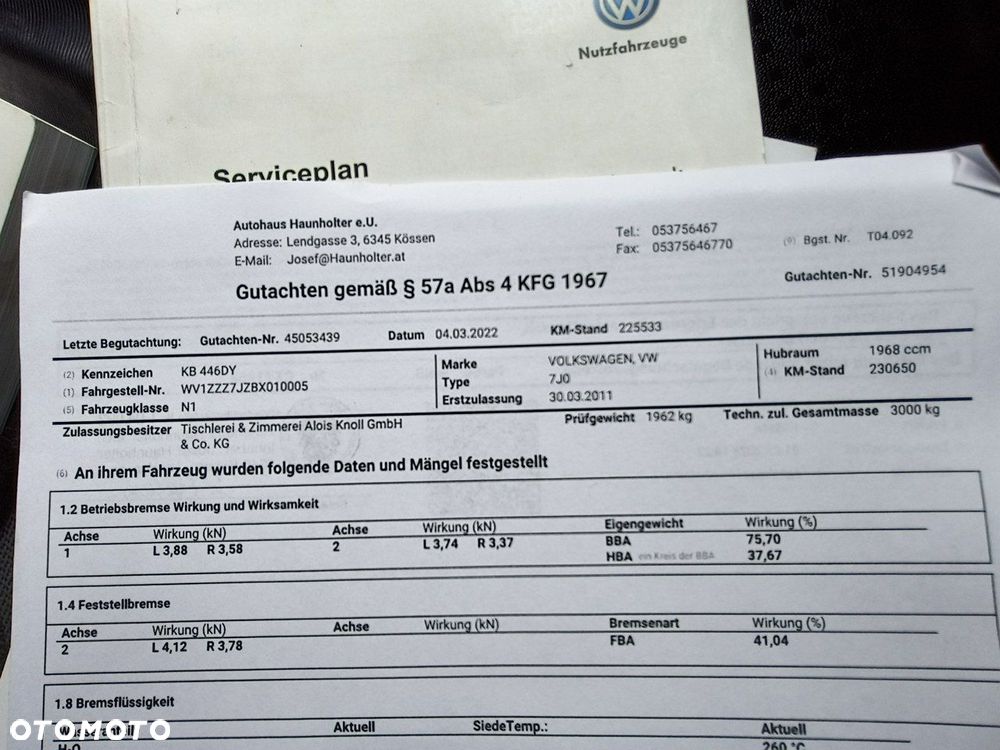 Nutzfahrzeuge
Serviceplan
Autohaus Haunholter e.U.
Adresse: Lendgasse 3, 6345 Kössen
E-Mail: Josef@Haunholter.at
Tel.: 053756467
Fax: 05375646770
(9) Bgst. Nr. T04.092
Gutachten gemäß § 57a Abs 4 KFG 1967
Gutachten-Nr. 51904954
Letzte Begutachtung: Gutachten-Nr. 45053439 Datum 04.03.2022 KM-Stand 225533
(2) Kennzeichen KB 446DY Marke VOLKSWAGEN, VW Hubraum 1968 ccm
(1) Fahrgestell-Nr. WV1ZZZ7JZBX010005 Type 7J0 (4) KM-Stand 230650
(5) Fahrzeugklasse N1 Erstzulassung 30.03.2011
Zulassungsbesitzer Tischlerei & Zimmerei Alois Knoll GmbH Prüfgewicht 1962 kg Techn. zul. Gesamtmasse 3000 kg
& Co. KG
(6) An ihrem Fahrzeug wurden folgende Daten und Mängel festgestellt
1.2 Betriebsbremse Wirkung und Wirksamkeit
Achse Wirkung (kN) Achse Wirkung (kN) Eigengewicht Wirkung (%)
1 L 3,88 R 3,58 2 L 3,74 R 3,37 BBA 75,70
HBA ein Kreis der BBA 37,67
1.4 Feststellbremse
Achse Wirkung (kN) Achse Wirkung (kN) Bremsenart Wirkung (%)
2 L 4,12 R 3,78 FBA 41,04
1.8 Bremsflüssigkeit
Aktuell SiedeTemp.: Aktuell
H₂O 260 °C
OTOMOTO